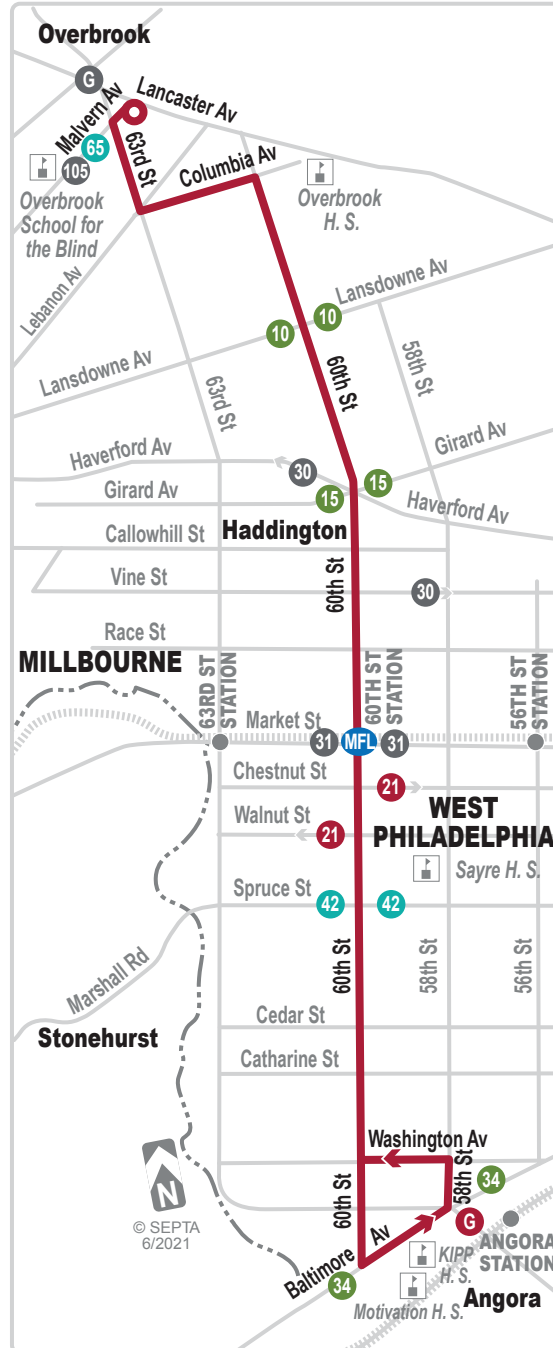 Overbrook
G
Malvern Av
Lancaster Av
65
105
63rd St
Columbia Av
Overbrook
School for
the Blind
Overbrook
H. S.
Lebanon Av
Lansdowne Av
10
10
Lansdowne Av
63rd St
60th St
58th St
Haverford Av
30
Girard Av
Girard Av
15
15
Haverford Av
Callowhill St
Haddington
Vine St
60th St
30
Race St
MILLBOURNE
63RD ST
STATION
60TH ST
STATION
56TH ST
STATION
Market St
31
MFL
31
Chestnut St
21
Walnut St
21
WEST
PHILADELPHIA
Sayre H. S.
Spruce St
42
42
Marshall Rd
60th St
58th St
56th St
Stonehurst
Cedar St
Catharine St
Washington Av
N
© SEPTA
6/2021
60th St
58th St
34
G
Baltimore Av
34
KIPP
H. S.
ANGORA
STATION
Motivation H. S.
Angora